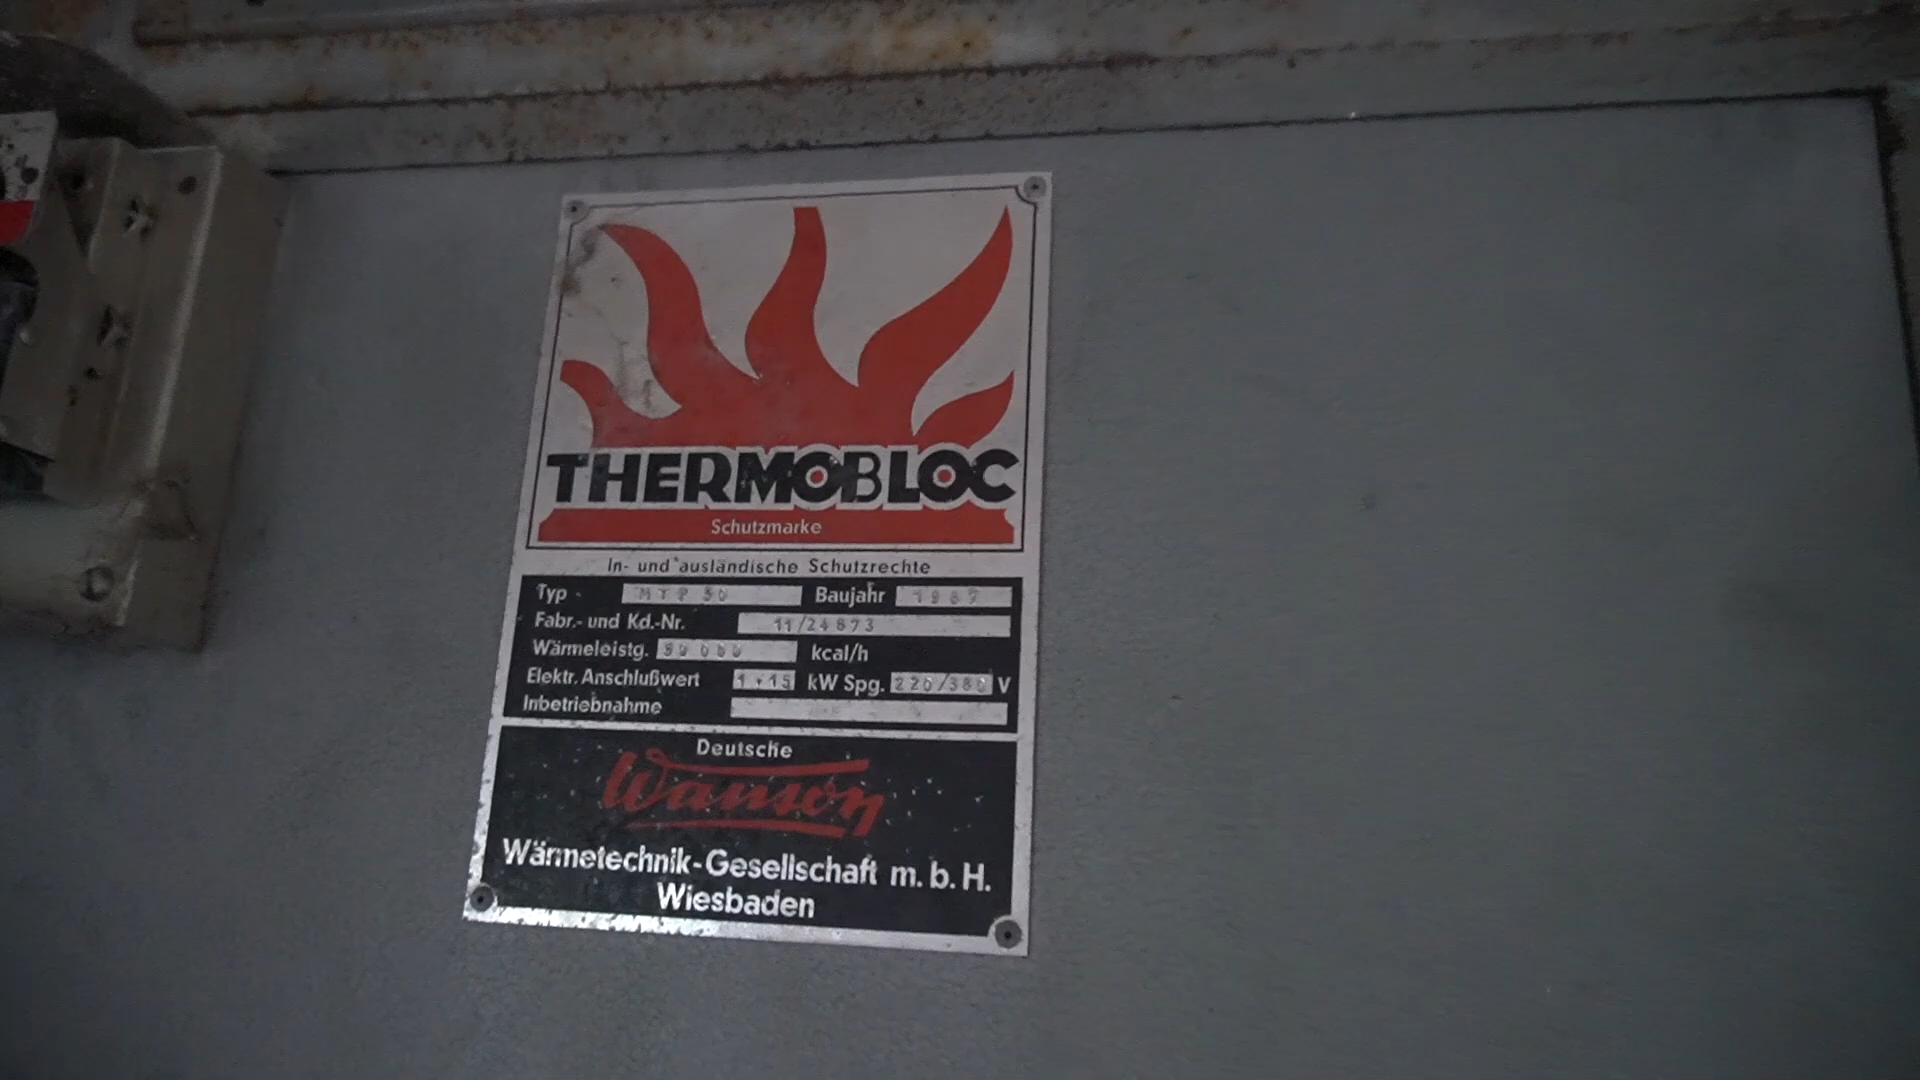 THERMOBLOC
Schutzmarke
In- und ausländische Schutzrechte
Typ Baujahr
Fabr.- und Kd.-Nr. 11/24873
Wärmeleistg. kcal/h
Elektr. Anschlußwert kW Spg. 220/380 V
Inbetriebnahme
Deutsche
Wanson
Wärmetechnik-Gesellschaft m.b.H.
Wiesbaden